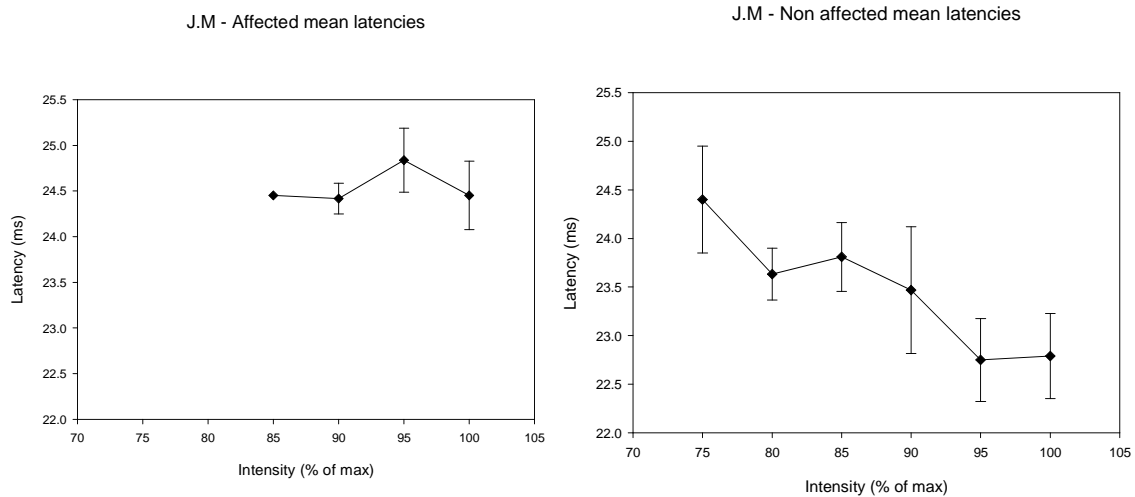 J.M - Affected mean latencies
25.5
25.0
24.5
24.0
23.5
23.0
22.5
22.0
Latency (ms)
70 75 80 85 90 95 100 105
Intensity (% of max)
J.M - Non affected mean latencies
25.5
25.0
24.5
24.0
23.5
23.0
22.5
22.0
Latency (ms)
70 75 80 85 90 95 100 105
Intensity (% of max)